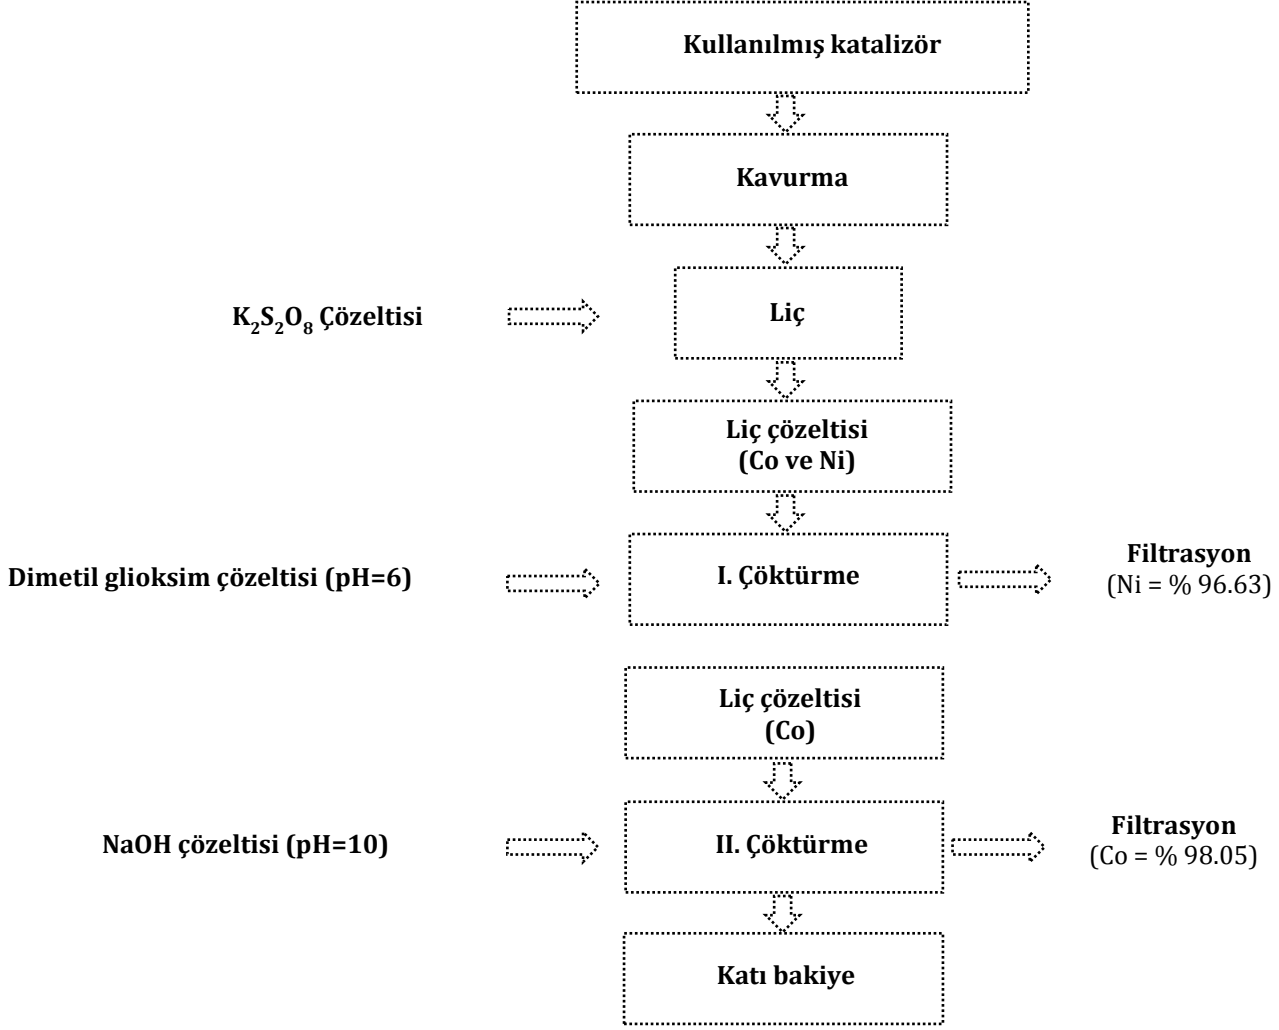 Kullanılmış katalizör
Kavurma
K₂S₂O₈ Çözeltisi
Liç
Liç çözeltisi
(Co ve Ni)
Dimetil glioksim çözeltisi (pH=6)
I. Çöktürme
Filtrasyon
(Ni = % 96.63)
Liç çözeltisi
(Co)
NaOH çözeltisi (pH=10)
II. Çöktürme
Filtrasyon
(Co = % 98.05)
Katı bakiye